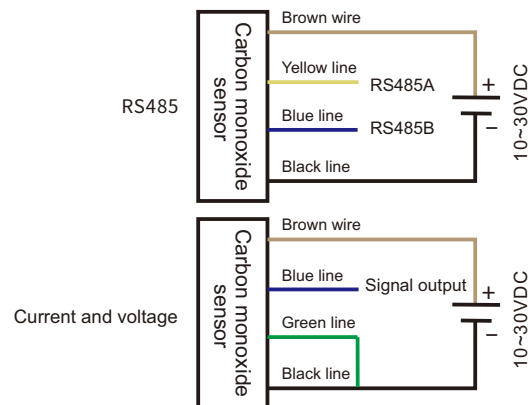 RS485
Carbon monoxide
sensor
Brown wire
Yellow line
RS485A
Blue line
RS485B
Black line
+
−
10~30VDC
Current and voltage
Carbon monoxide
sensor
Brown wire
Blue line
Signal output
Green line
Black line
+
−
10~30VDC